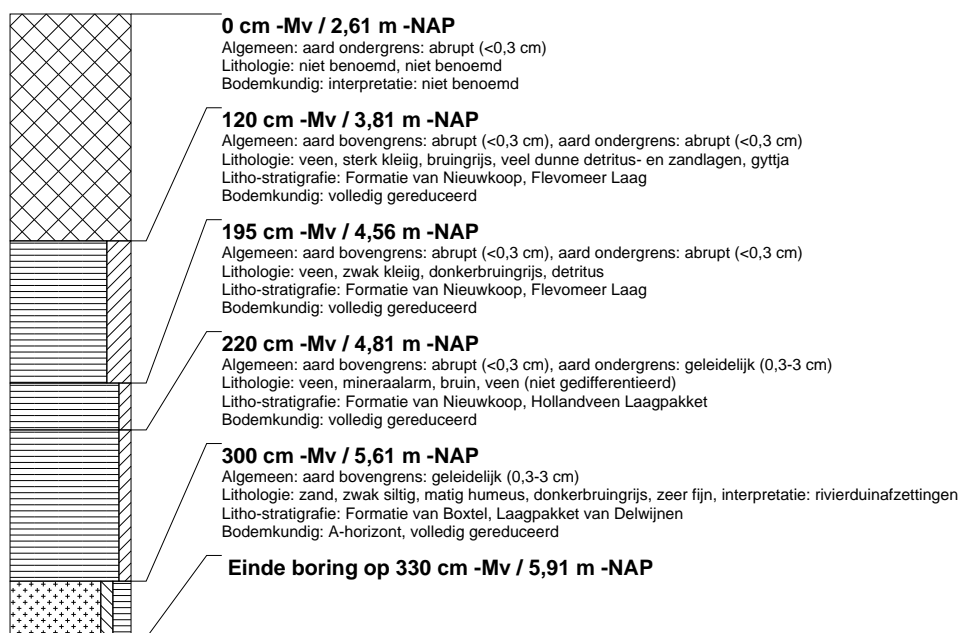 0 cm -Mv / 2,61 m -NAP
Algemeen: aard ondergrens: abrupt (<0,3 cm)
Lithologie: niet benoemd, niet benoemd
Bodemkundig: interpretatie: niet benoemd
120 cm -Mv / 3,81 m -NAP
Algemeen: aard bovengrens: abrupt (<0,3 cm), aard ondergrens: abrupt (<0,3 cm)
Lithologie: veen, sterk kleiig, bruingrijs, veel dunne detritus- en zandlagen, gyttja
Litho-stratigrafie: Formatie van Nieuwkoop, Flevomeer Laag
Bodemkundig: volledig gereduceerd
195 cm -Mv / 4,56 m -NAP
Algemeen: aard bovengrens: abrupt (<0,3 cm), aard ondergrens: abrupt (<0,3 cm)
Lithologie: veen, zwak kleiig, donkerbruingrijs, detritus
Litho-stratigrafie: Formatie van Nieuwkoop, Flevomeer Laag
Bodemkundig: volledig gereduceerd
220 cm -Mv / 4,81 m -NAP
Algemeen: aard bovengrens: abrupt (<0,3 cm), aard ondergrens: geleidelijk (0,3-3 cm)
Lithologie: veen, mineraalarm, bruin, veen (niet gedifferentieerd)
Litho-stratigrafie: Formatie van Nieuwkoop, Hollandveen Laagpakket
Bodemkundig: volledig gereduceerd
300 cm -Mv / 5,61 m -NAP
Algemeen: aard bovengrens: geleidelijk (0,3-3 cm)
Lithologie: zand, zwak siltig, matig humeus, donkerbruingrijs, zeer fijn, interpretatie: rivierduinafzettingen
Litho-stratigrafie: Formatie van Boxtel, Laagpakket van Delwijnen
Bodemkundig: A-horizont, volledig gereduceerd
Einde boring op 330 cm -Mv / 5,91 m -NAP